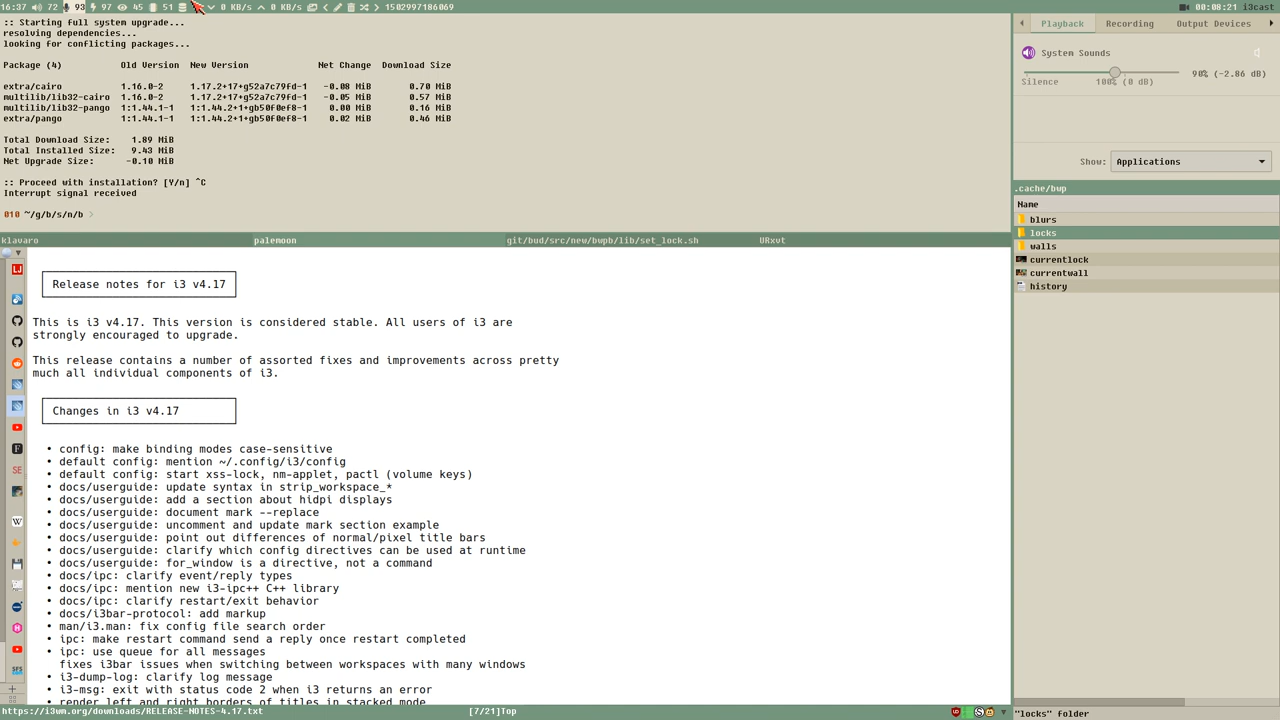 16:37 72 93 97 45 51 0 KB/s 0 KB/s 1502997186069 00:08:21 i3cast
:: Starting full system upgrade...
resolving dependencies...
looking for conflicting packages...
Package (4) Old Version New Version Net Change Download Size
extra/cairo 1.16.0-2 1.17.2+17+g52a7c79fd-1 -0.08 MiB 0.70 MiB
multilib/lib32-cairo 1.16.0-2 1.17.2+17+g52a7c79fd-1 -0.05 MiB 0.57 MiB
multilib/lib32-pango 1:1.44.1-1 1:1.44.2+1+gb50f0ef8-1 0.00 MiB 0.16 MiB
extra/pango 1:1.44.1-1 1:1.44.2+1+gb50f0ef8-1 0.02 MiB 0.46 MiB
Total Download Size: 1.89 MiB
Total Installed Size: 9.43 MiB
Net Upgrade Size: -0.10 MiB
:: Proceed with installation? [Y/n] ^C
Interrupt signal received
010 ~/g/b/s/n/b >
klavaro palemoon git/bud/src/new/bwpb/lib/set_lock.sh URxvt
Release notes for i3 v4.17
This is i3 v4.17. This version is considered stable. All users of i3 are
strongly encouraged to upgrade.
This release contains a number of assorted fixes and improvements across pretty
much all individual components of i3.
Changes in i3 v4.17
• config: make binding modes case-sensitive
• default config: mention ~/.config/i3/config
• default config: start xss-lock, nm-applet, pactl (volume keys)
• docs/userguide: update syntax in strip_workspace_*
• docs/userguide: add a section about hidpi displays
• docs/userguide: document mark --replace
• docs/userguide: uncomment and update mark section example
• docs/userguide: point out differences of normal/pixel title bars
• docs/userguide: clarify which config directives can be used at runtime
• docs/userguide: for_window is a directive, not a command
• docs/ipc: clarify event/reply types
• docs/ipc: mention new i3-ipc++ C++ library
• docs/ipc: clarify restart/exit behavior
• docs/i3bar-protocol: add markup
• man/i3.man: fix config file search order
• ipc: make restart command send a reply once restart completed
• ipc: use queue for all messages
fixes i3bar issues when switching between workspaces with many windows
• i3-dump-log: clarify log message
• i3-msg: exit with status code 2 when i3 returns an error
• render left and right borders of titles in stacked mode
https://i3wm.org/downloads/RELEASE-NOTES-4.17.txt [7/21]Top
Playback Recording Output Devices
System Sounds
90% (-2.86 dB)
Silence 100% (0 dB)
Show: Applications
.cache/bwp
Name
blurs
locks
walls
currentlock
currentwall
history
"locks" folder